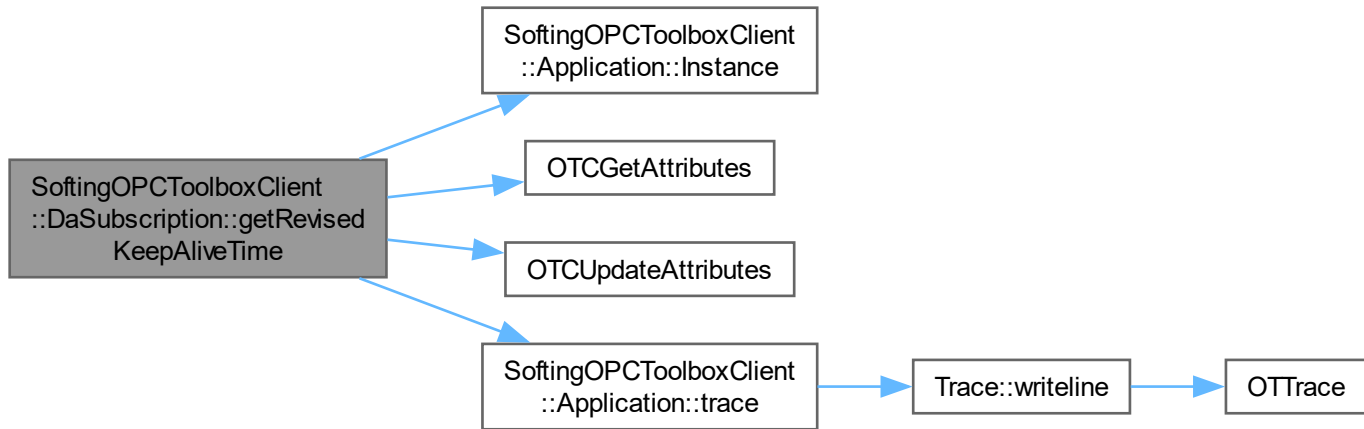 SoftingOPCToolboxClient
::DaSubscription::getRevised
KeepAliveTime
SoftingOPCToolboxClient
::Application::Instance
OTCGetAttributes
OTCUpdateAttributes
SoftingOPCToolboxClient
::Application::trace
Trace::writeline
OTTrace